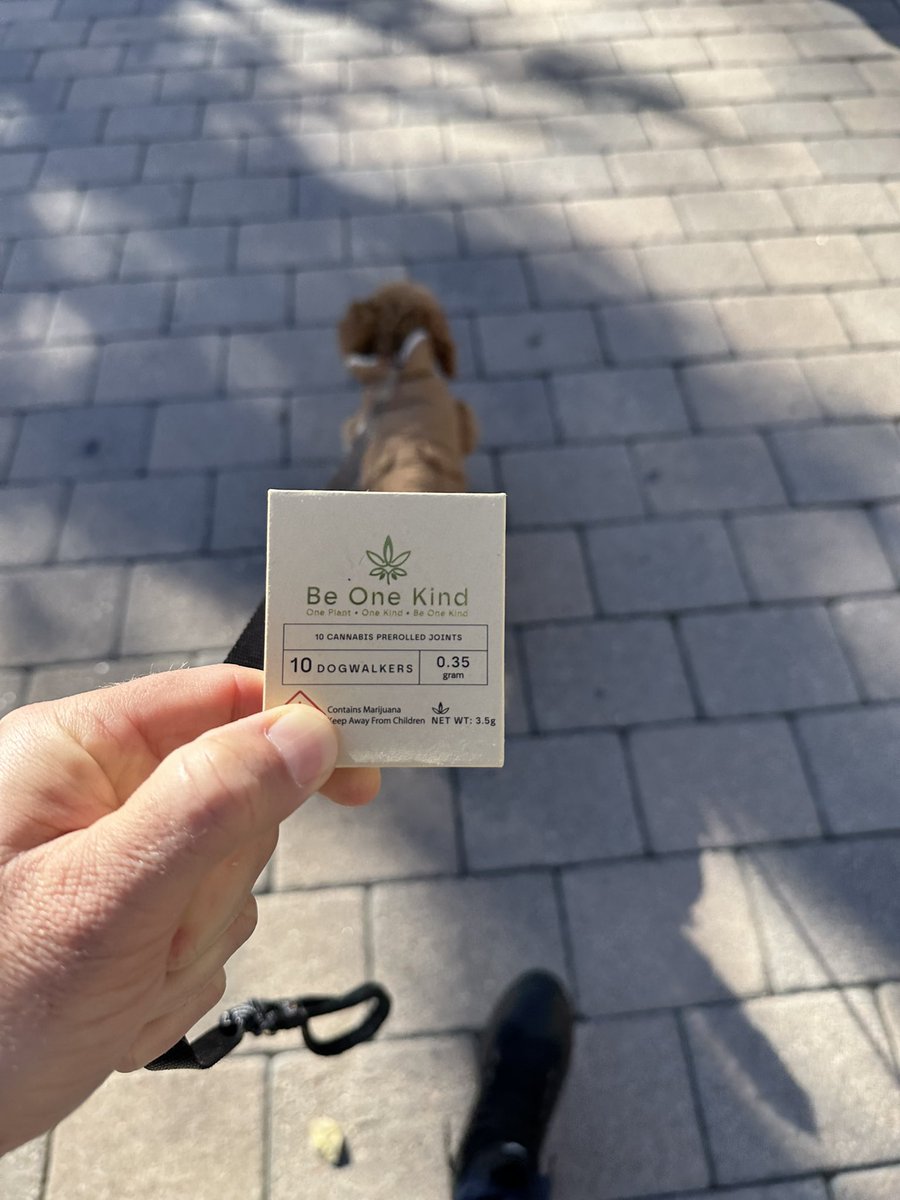 Be One Kind
One Plant • One Kind • Be One Kind
10 CANNABIS PREROLLED JOINTS
10 DOGWALKERS
0.35
gram
Contains Marijuana
Keep Away From Children
NET WT: 3.5g